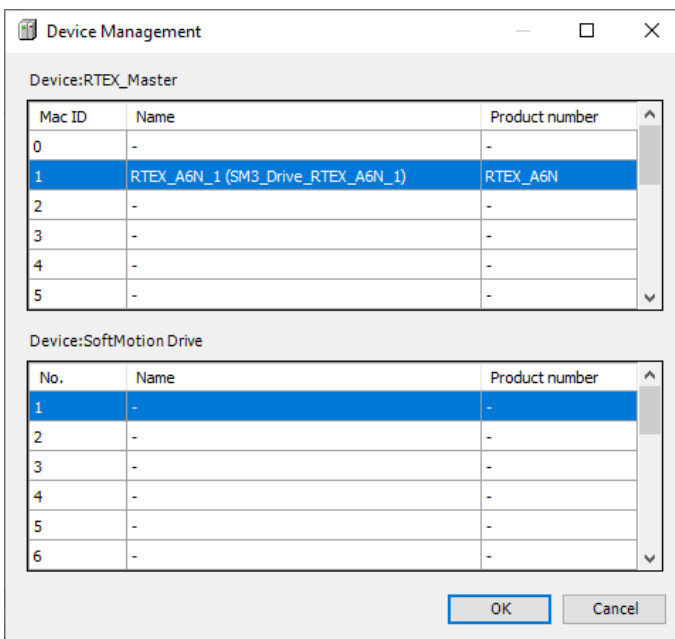 Device Management
Device:RTEX_Master
Mac ID Name Product number
0 - -
1 RTEX_A6N_1 (SM3_Drive_RTEX_A6N_1) RTEX_A6N
2 - -
3 - -
4 - -
5 - -
Device:SoftMotion Drive
No. Name Product number
1 - -
2 - -
3 - -
4 - -
5 - -
6 - -
OK Cancel